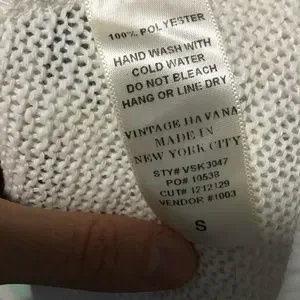 100% POLYESTER
HAND WASH WITH
COLD WATER
DO NOT BLEACH
HANG OR LINE DRY
VINTAGE HAVANA
MADE IN
NEW YORK CITY
STY# VSK3047
PO# 10538
CUT# 1212129
VENDOR #1003
S